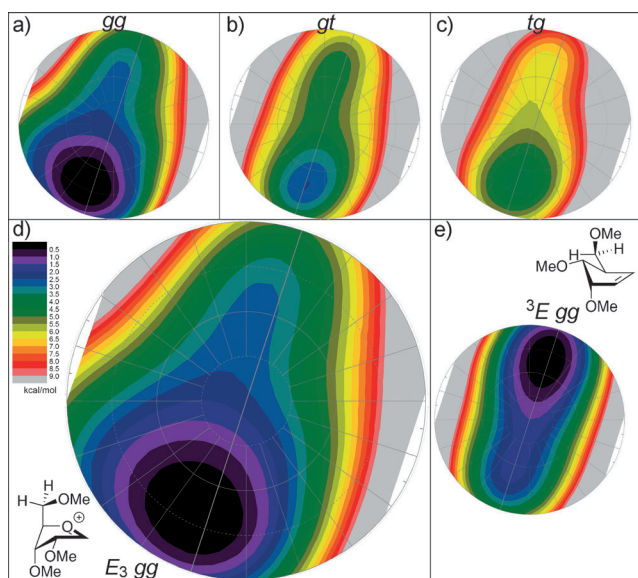 a) gg
b) gt
c) tg
d)
0.5
1.0
1.5
2.0
2.5
3.0
3.5
4.0
4.5
5.0
5.5
6.0
6.5
7.0
7.5
8.0
8.5
9.0
kcal/mol
H
H
OMe
O
+
OMe
OMe
E3 gg
e)
OMe
H
H
MeO
OMe
3E gg